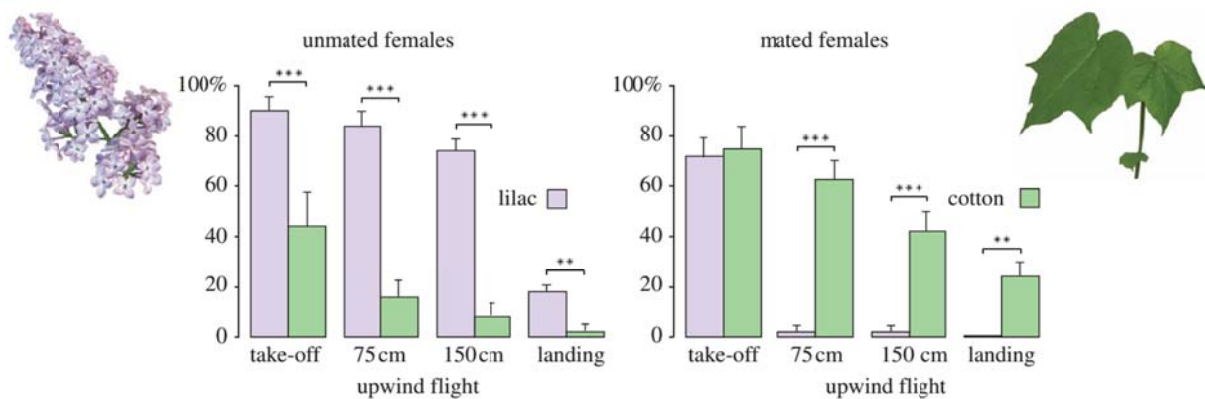 unmated females
mated females
100%
80
60
40
20
0
***
***
***
**
lilac
take-off
75 cm
150 cm
landing
upwind flight
100%
80
60
40
20
0
***
***
**
cotton
take-off
75 cm
150 cm
landing
upwind flight